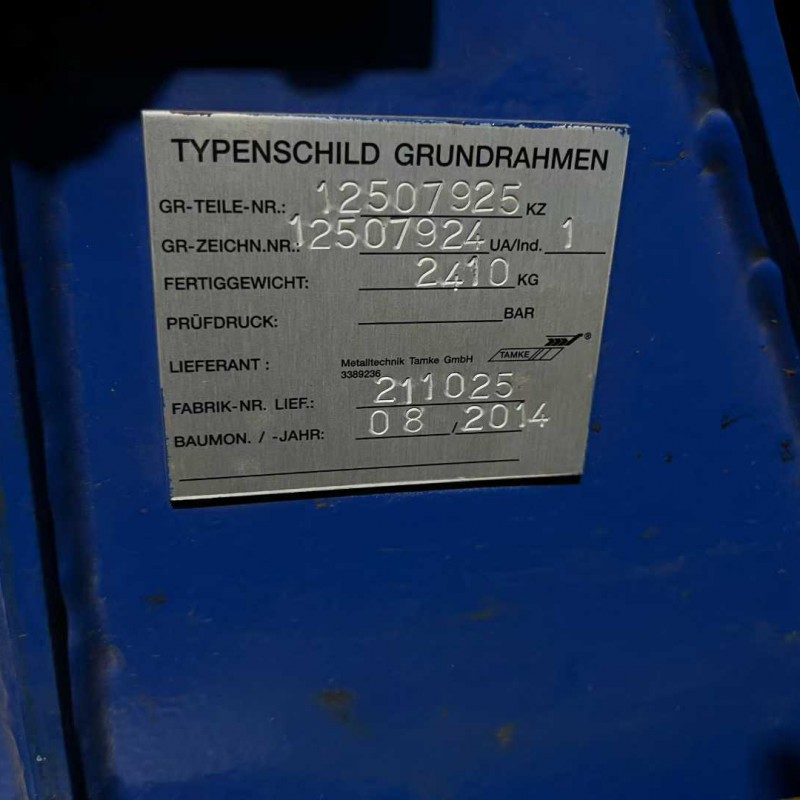 TYPENSCHILD GRUNDRAHMEN
GR-TEILE-NR.: 12507925 KZ
GR-ZEICHN.NR.: 12507924 UA/Ind. 1
FERTIGGEWICHT: 2410 KG
PRÜFDRUCK: BAR
LIEFERANT : Metalltechnik Tamke GmbH TAMKE ®
3389236
FABRIK-NR. LIEF.: 211025
BAUMON. / -JAHR: 08 / 2014